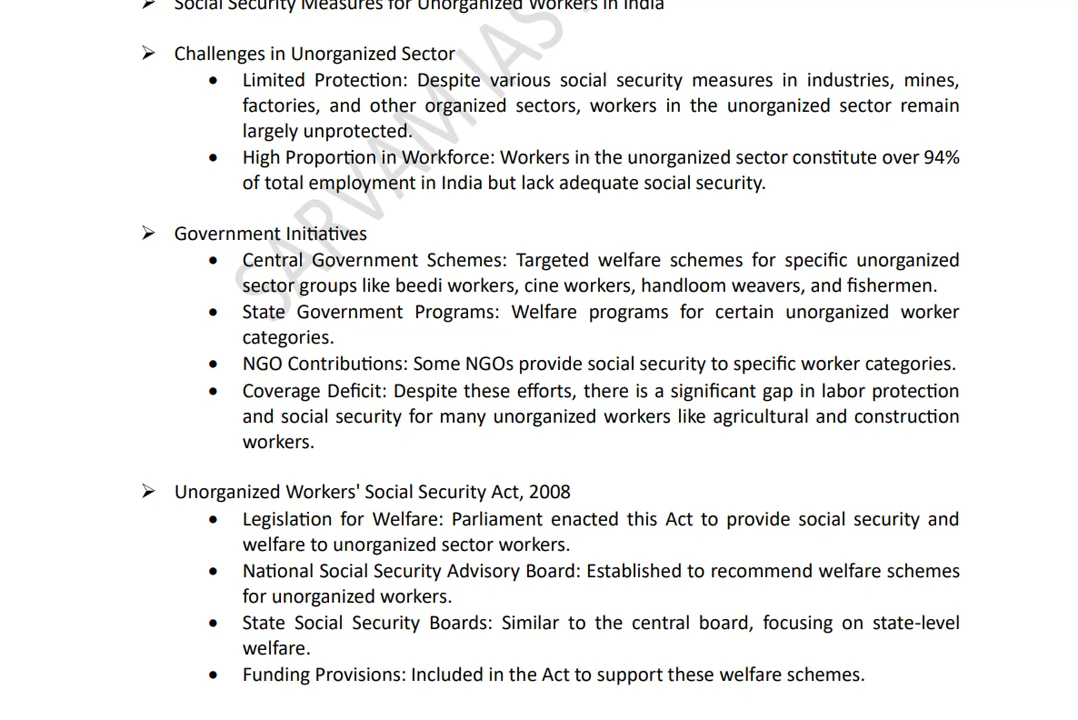 ➢ Social Security Measures for Unorganized Workers in India
➢ Challenges in Unorganized Sector
• Limited Protection: Despite various social security measures in industries, mines,
factories, and other organized sectors, workers in the unorganized sector remain
largely unprotected.
• High Proportion in Workforce: Workers in the unorganized sector constitute over 94%
of total employment in India but lack adequate social security.
➢ Government Initiatives
• Central Government Schemes: Targeted welfare schemes for specific unorganized
sector groups like beedi workers, cine workers, handloom weavers, and fishermen.
• State Government Programs: Welfare programs for certain unorganized worker
categories.
• NGO Contributions: Some NGOs provide social security to specific worker categories.
• Coverage Deficit: Despite these efforts, there is a significant gap in labor protection
and social security for many unorganized workers like agricultural and construction
workers.
➢ Unorganized Workers' Social Security Act, 2008
• Legislation for Welfare: Parliament enacted this Act to provide social security and
welfare to unorganized sector workers.
• National Social Security Advisory Board: Established to recommend welfare schemes
for unorganized workers.
• State Social Security Boards: Similar to the central board, focusing on state-level
welfare.
• Funding Provisions: Included in the Act to support these welfare schemes.
SARVAM IAS